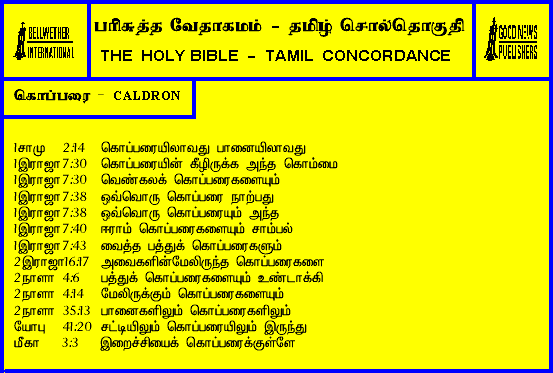 BELLWETHER
INTERNATIONAL
பரிசுத்த வேதாகமம் - தமிழ் சொல்தொகுதி
THE HOLY BIBLE - TAMIL CONCORDANCE
GOOD NEWS
PUBLISHERS
கொப்பரை - CALDRON
1சாமு 2:14 கொப்பரையிலாவது பானையிலாவது
1இராஜா 7:30 கொப்பரையின் கீழிருக்க அந்த கொம்மை
1இராஜா 7:30 வெண்கலக் கொப்பரைகளையும்
1இராஜா 7:38 ஒவ்வொரு கொப்பரை நாற்பது
1இராஜா 7:38 ஒவ்வொரு கொப்பரையும் அந்த
1இராஜா 7:40 ஈராம் கொப்பரைகளையும் சாம்பல்
1இராஜா 7:43 வைத்த பத்துக் கொப்பரைகளும்
2இராஜா 16:17 அவைகளின்மேலிருந்த கொப்பரைகளை
2நாளா 4:6 பத்துக் கொப்பரைகளையும் உண்டாக்கி
2நாளா 4:14 மேலிருக்கும் கொப்பரைகளையும்
2நாளா 35:13 பானைகளிலும் கொப்பரைகளிலும்
யோபு 41:20 சட்டியிலும் கொப்பரையிலும் இருந்து
மீகா 3:3 இறைச்சியைக் கொப்பரைக்குள்ளே